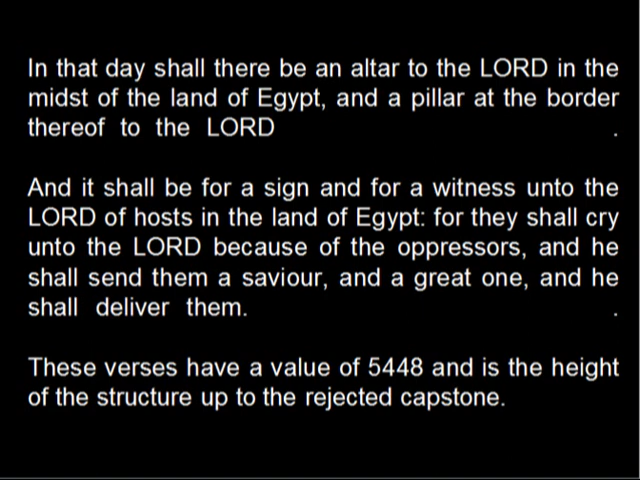 In that day shall there be an altar to the LORD in the
midst of the land of Egypt, and a pillar at the border
thereof to the LORD .
And it shall be for a sign and for a witness unto the
LORD of hosts in the land of Egypt: for they shall cry
unto the LORD because of the oppressors, and he
shall send them a saviour, and a great one, and he
shall deliver them. .
These verses have a value of 5448 and is the height
of the structure up to the rejected capstone.